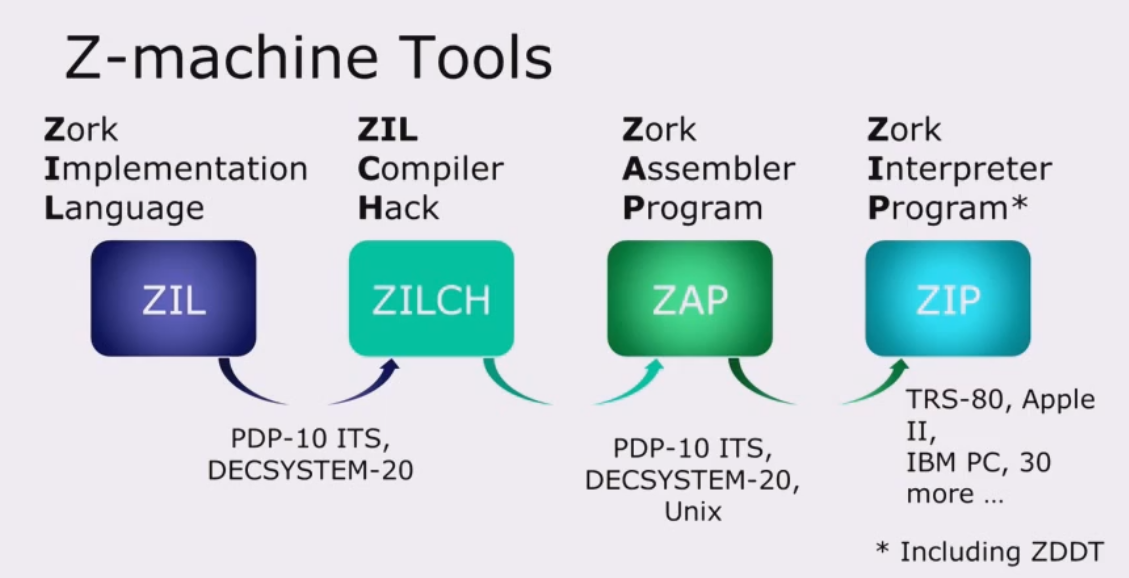 Z-machine Tools
Zork
Implementation
Language
ZIL
Compiler
Hack
Zork
Assembler
Program
Zork
Interpreter
Program*
ZIL
ZILCH
ZAP
ZIP
PDP-10 ITS,
DECSYSTEM-20
PDP-10 ITS,
DECSYSTEM-20,
Unix
TRS-80, Apple
II,
IBM PC, 30
more ...
* Including ZDDT